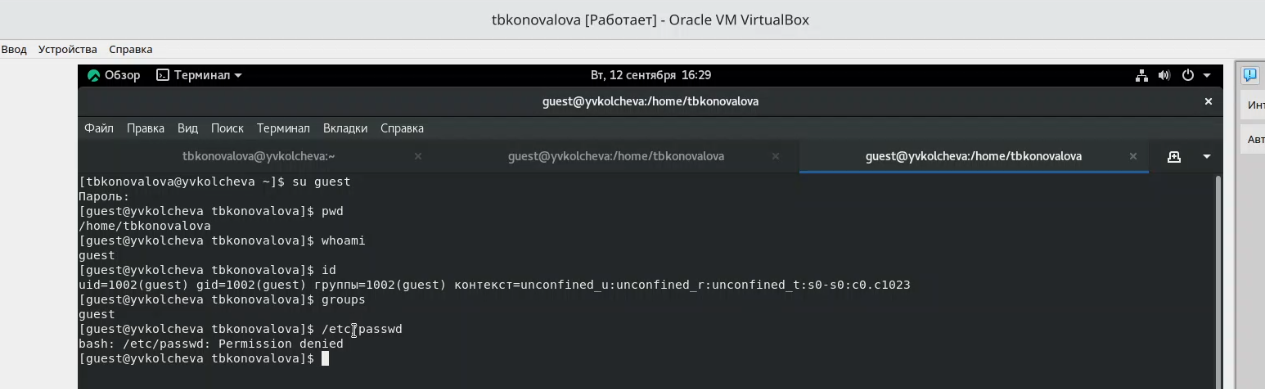 tbkonovalova [Работает] - Oracle VM VirtualBox
Ввод Устройства Справка
Обзор Терминал Вт, 12 сентября 16:29
guest@yvkolcheva:/home/tbkonovalova
Файл Правка Вид Поиск Терминал Вкладки Справка
tbkonovalova@yvkolcheva:~ guest@yvkolcheva:/home/tbkonovalova guest@yvkolcheva:/home/tbkonovalova
[tbkonovalova@yvkolcheva ~]$ su guest
Пароль:
[guest@yvkolcheva tbkonovalova]$ pwd
/home/tbkonovalova
[guest@yvkolcheva tbkonovalova]$ whoami
guest
[guest@yvkolcheva tbkonovalova]$ id
uid=1002(guest) gid=1002(guest) группы=1002(guest) контекст=unconfined_u:unconfined_r:unconfined_t:s0-s0:c0.c1023
[guest@yvkolcheva tbkonovalova]$ groups
guest
[guest@yvkolcheva tbkonovalova]$ /etc/passwd
bash: /etc/passwd: Permission denied
[guest@yvkolcheva tbkonovalova]$
Инт
Авт